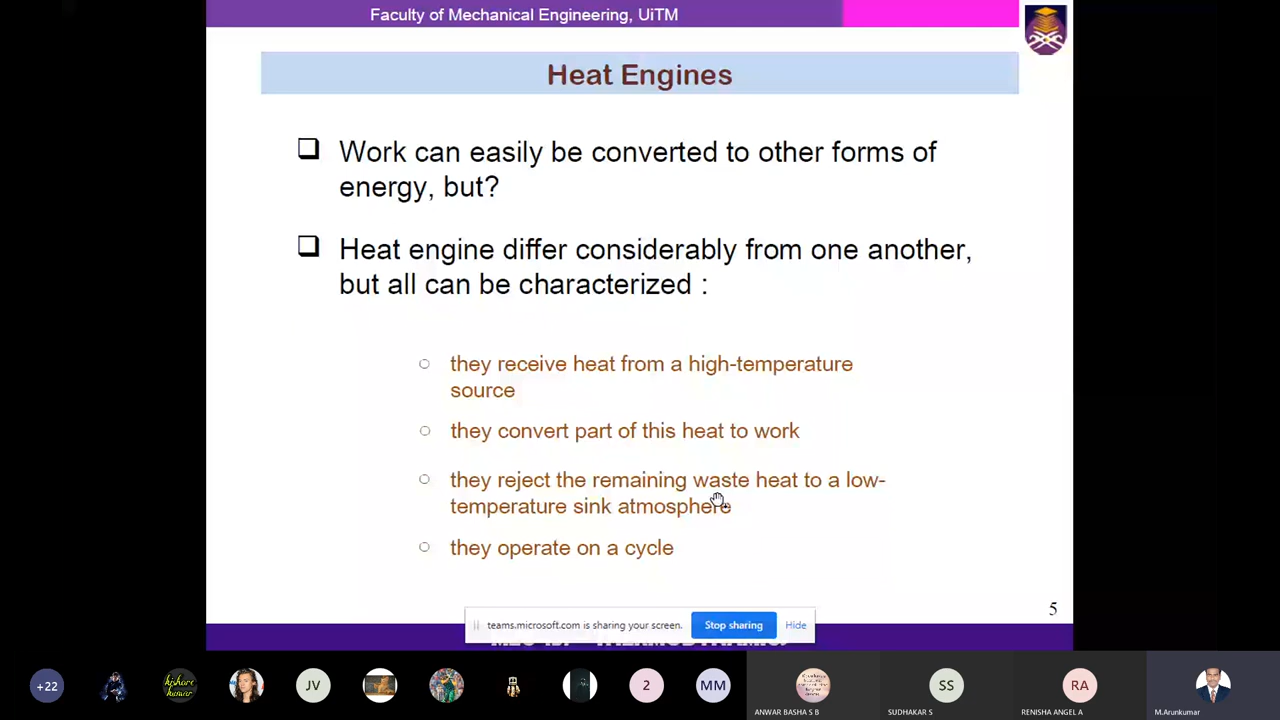 Faculty of Mechanical Engineering, UiTM
Heat Engines
Work can easily be converted to other forms of
energy, but?
Heat engine differ considerably from one another,
but all can be characterized :
they receive heat from a high-temperature
source
they convert part of this heat to work
they reject the remaining waste heat to a low-
temperature sink atmosphere
they operate on a cycle
5
teams.microsoft.com is sharing your screen.
Stop sharing
Hide
+22
kishore
kumar
JV
2
MM
SS
RA
ANWAR BASHA S B
SUDHAKAR S
RENISHA ANGEL A
M.Arunkumar